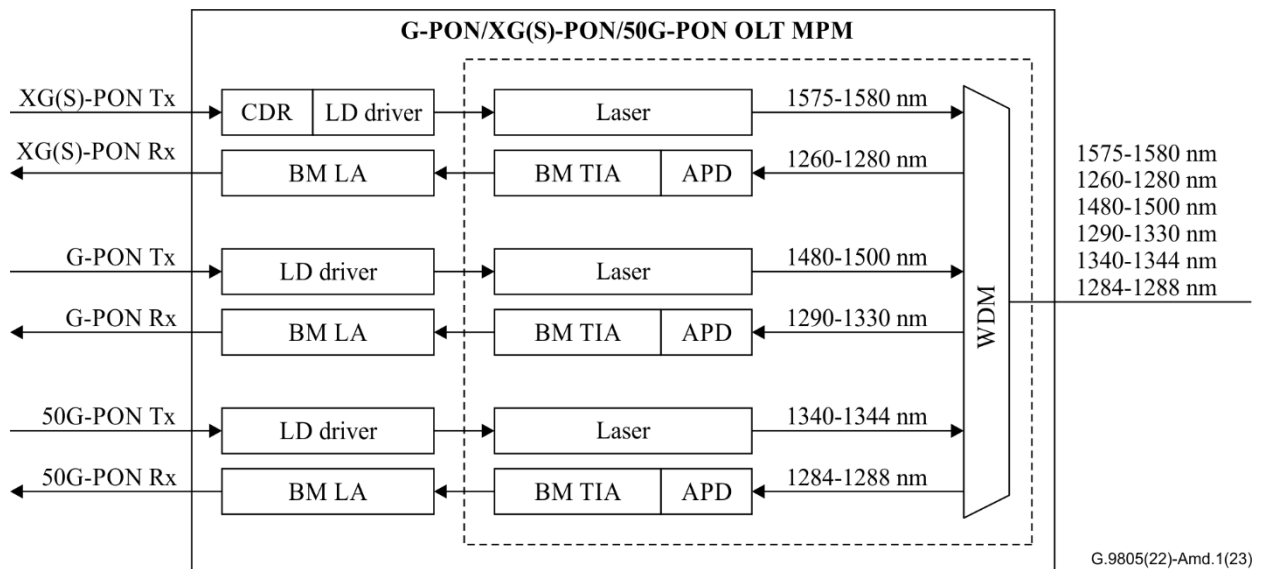 G-PON/XG(S)-PON/50G-PON OLT MPM
XG(S)-PON Tx
CDR
LD driver
Laser
1575-1580 nm
XG(S)-PON Rx
BM LA
BM TIA
APD
1260-1280 nm
G-PON Tx
LD driver
Laser
1480-1500 nm
G-PON Rx
BM LA
BM TIA
APD
1290-1330 nm
50G-PON Tx
LD driver
Laser
1340-1344 nm
50G-PON Rx
BM LA
BM TIA
APD
1284-1288 nm
WDM
1575-1580 nm
1260-1280 nm
1480-1500 nm
1290-1330 nm
1340-1344 nm
1284-1288 nm
G.9805(22)-Amd.1(23)